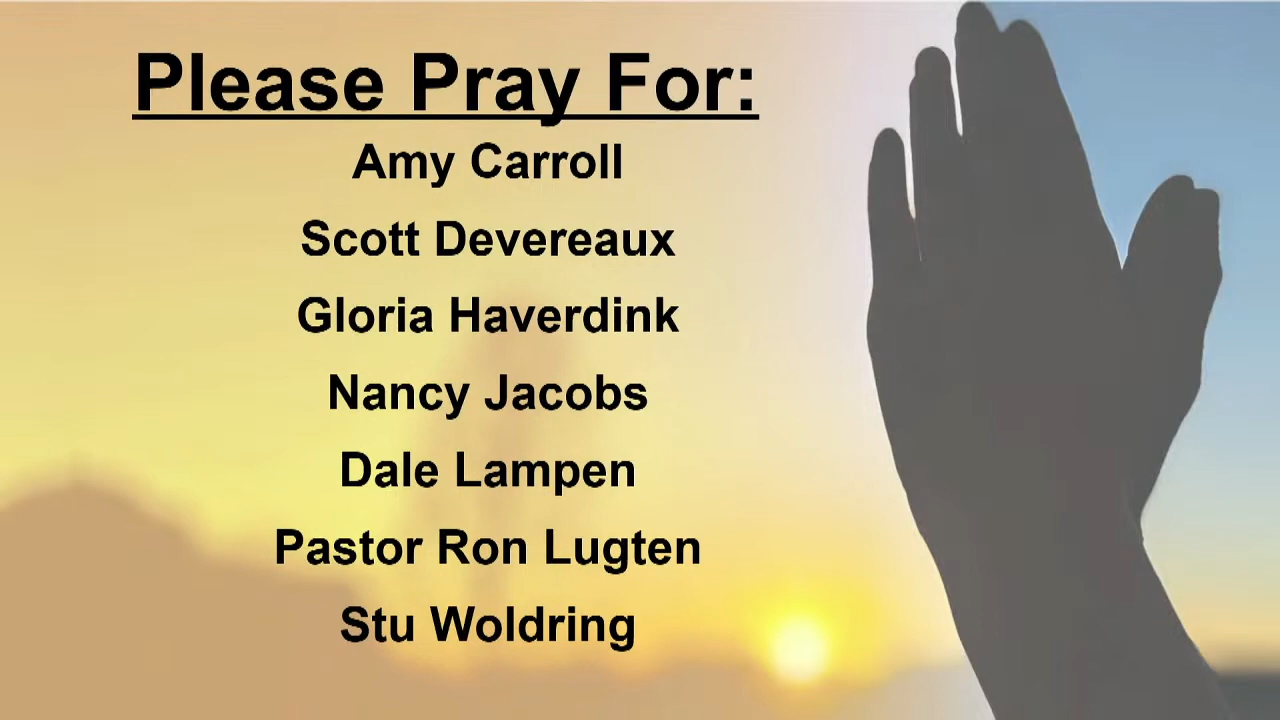 Please Pray For:
Amy Carroll
Scott Devereaux
Gloria Haverdink
Nancy Jacobs
Dale Lampen
Pastor Ron Lugten
Stu Woldring